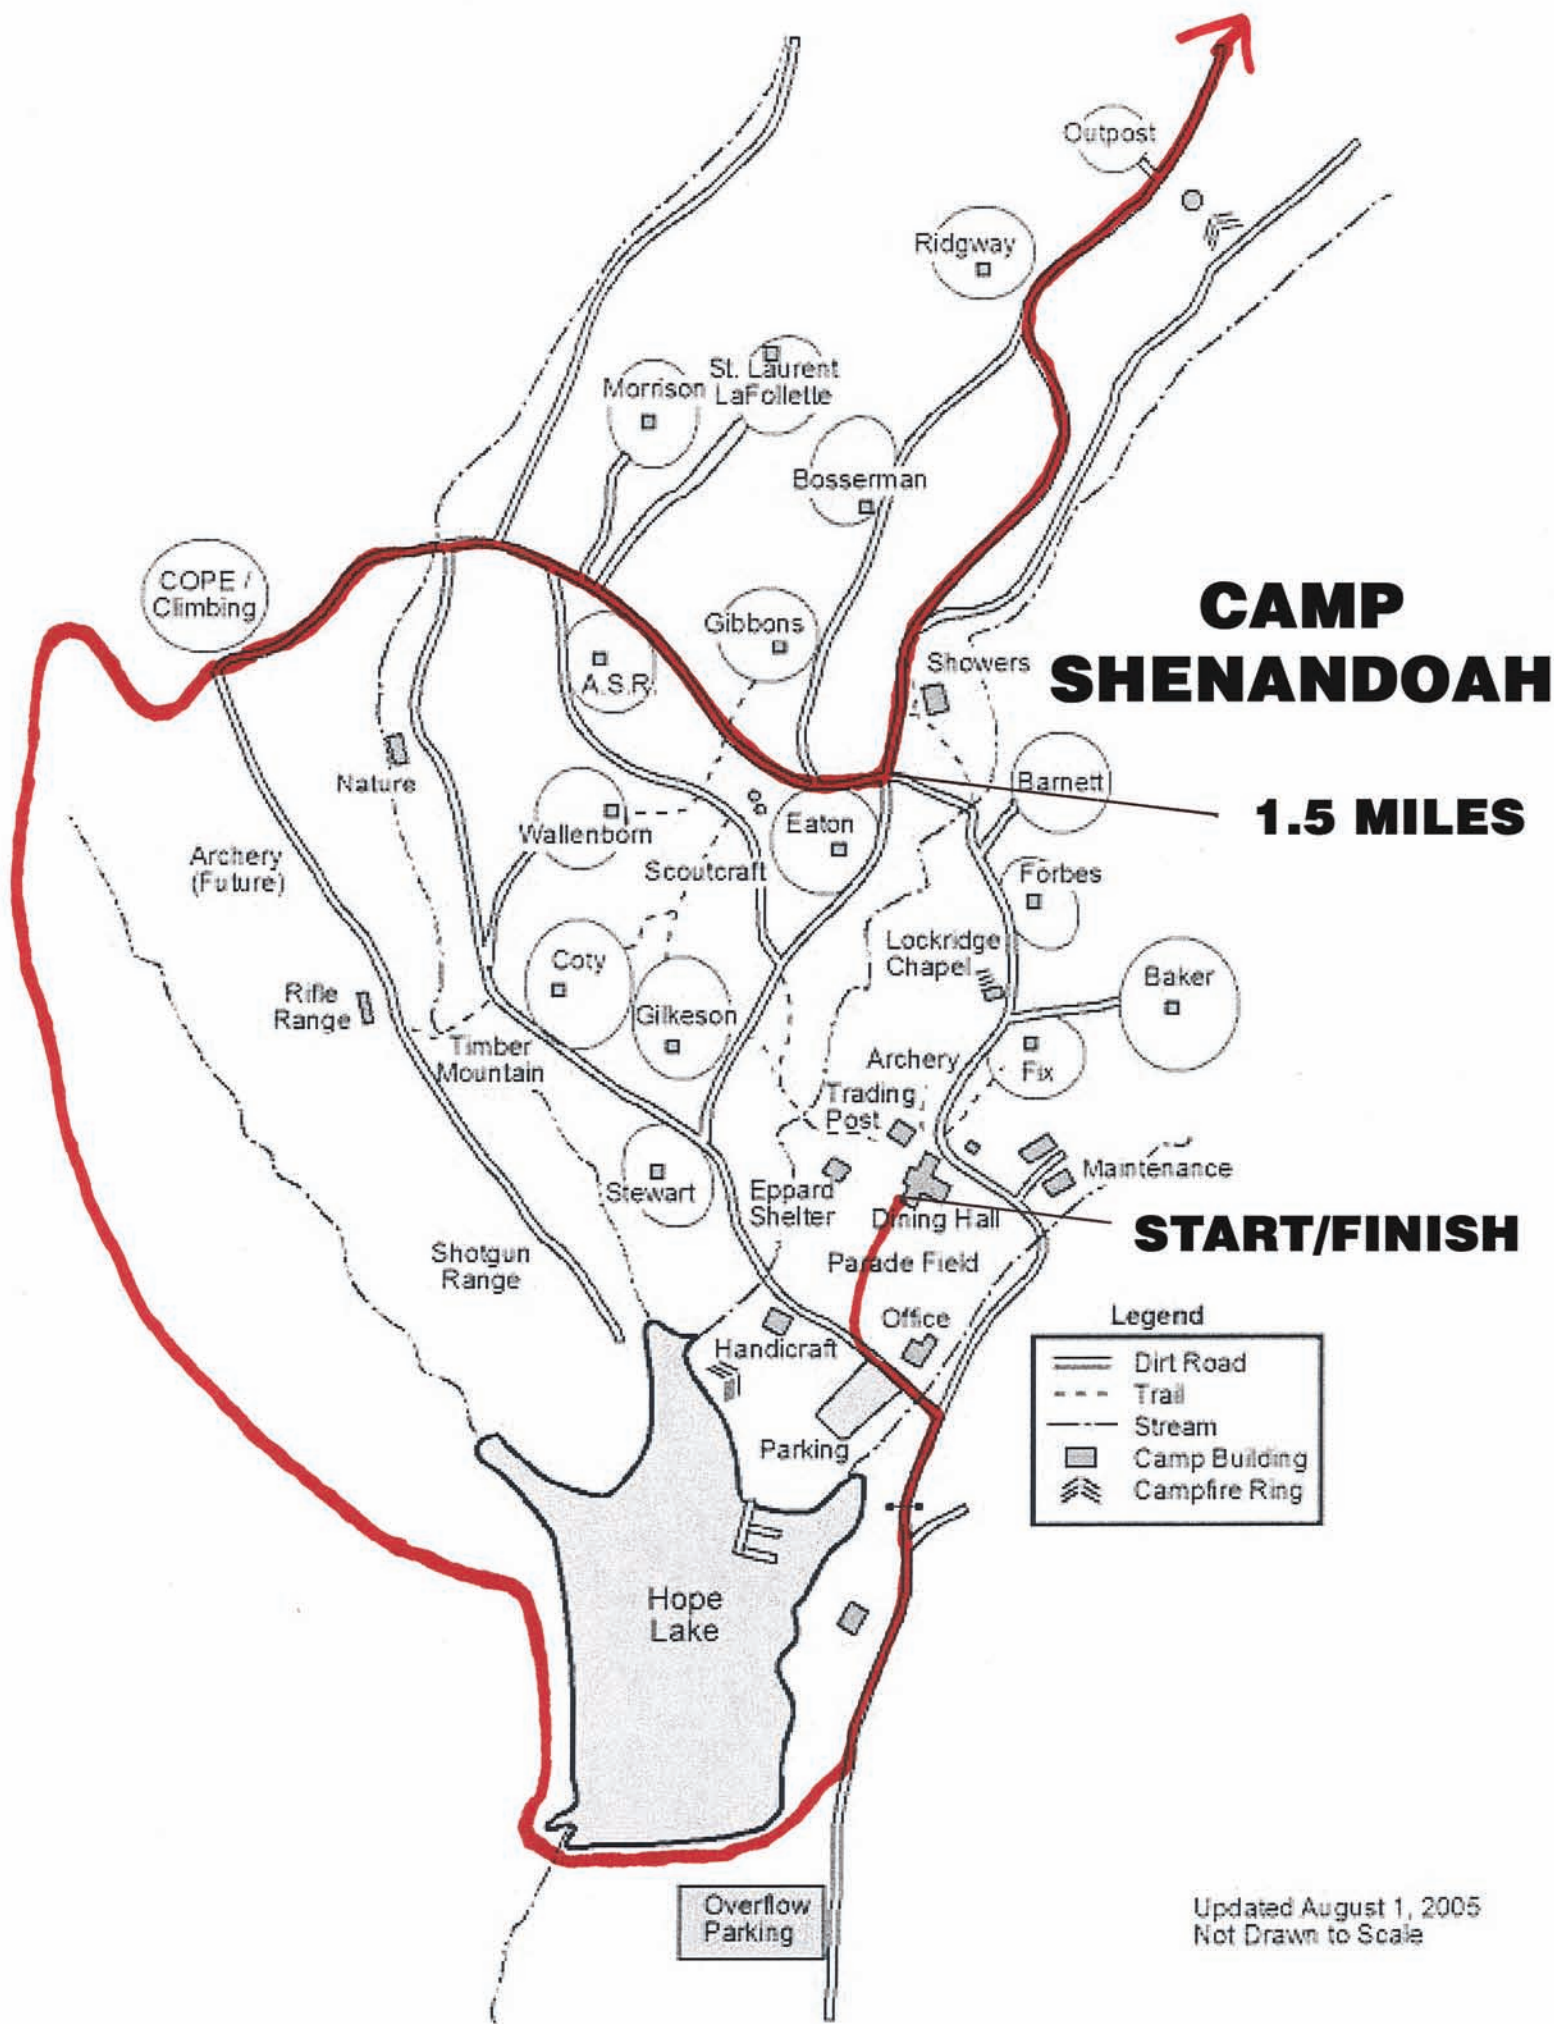 Outpost
Ridgway
St. Laurent
LaFollette
Morrison
Bosserman
COPE /
Climbing
CAMP
SHENANDOAH
Gibbons
A.S.R.
Showers
Nature
Barnett
1.5 MILES
Wallenborn
Eaton
Archery
(Future)
Scoutcraft
Forbes
Lockridge
Chapel
Coty
Baker
Rifle
Range
Gilkeson
Timber
Mountain
Archery
Fix
Trading
Post
Maintenance
Stewart
Eppard
Shelter
Dining Hall
START/FINISH
Shotgun
Range
Parade Field
Office
Handicraft
Legend
Dirt Road
Trail
Stream
Camp Building
Campfire Ring
Parking
Hope
Lake
Overflow
Parking
Updated August 1, 2005
Not Drawn to Scale